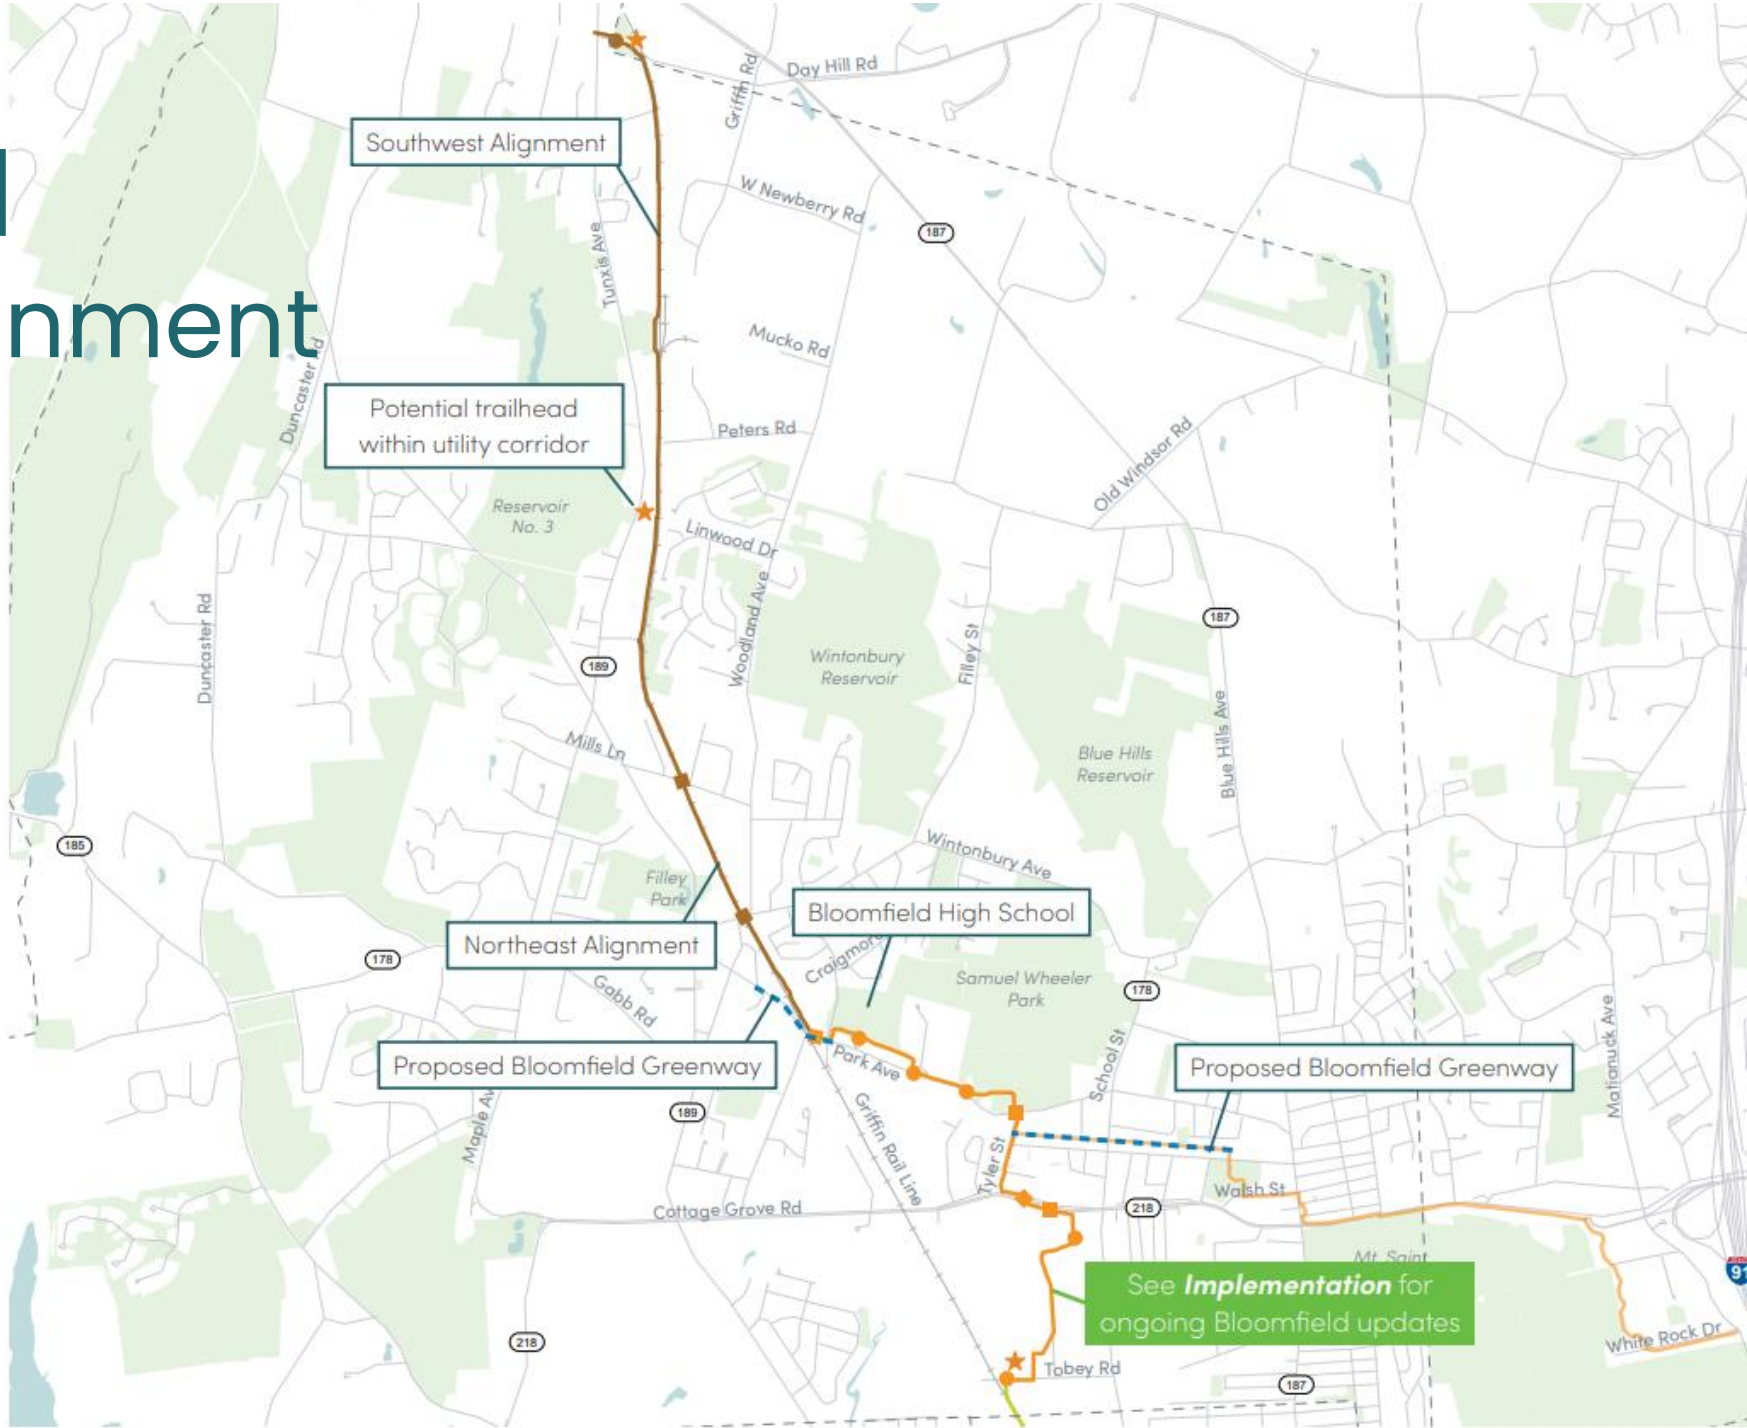 Day Hill Rd
Griffin Rd
Southwest Alignment
W Newberry Rd
187
Tunxis Ave
nment
Mucko Rd
Duncaster Rd
Potential trailhead
within utility corridor
Peters Rd
Old Windsor Rd
Reservoir
No. 3
Linwood Dr
Woodland Ave
Duncaster Rd
187
Filley St
189
Wintonbury
Reservoir
Mills Ln
Blue Hills
Reservoir
Blue Hills Ave
185
Wintonbury Ave
Filley
Park
Bloomfield High School
Northeast Alignment
Craigmore
178
Gabb Rd
Samuel Wheeler
Park
178
Matianuck Ave
Proposed Bloomfield Greenway
Park Ave
School St
Proposed Bloomfield Greenway
189
Maple Av
Griffin Rail Line
Tyler St
Walsh St
Cottage Grove Rd
218
Mt. Saint
91
See Implementation for
ongoing Bloomfield updates
218
White Rock Dr
Tobey Rd
187